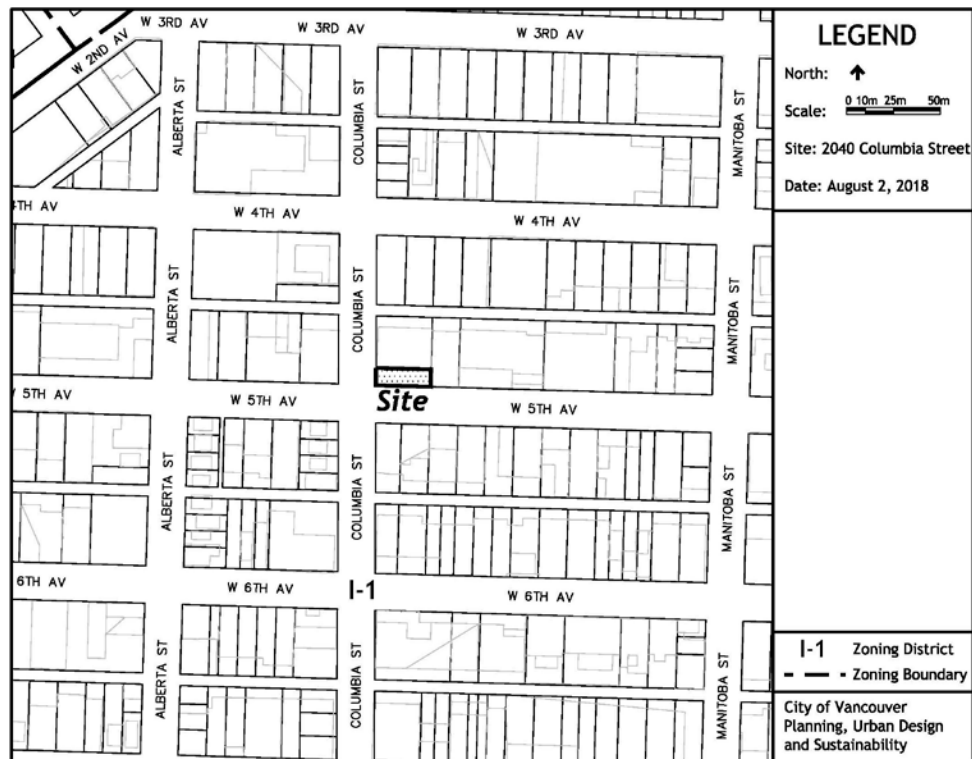 W 3RD AV
W 3RD AV
W 3RD AV
W 2ND AV
ALBERTA ST
COLUMBIA ST
MANITOBA ST
4TH AV
W 4TH AV
W 4TH AV
ALBERTA ST
COLUMBIA ST
MANITOBA ST
Site
5TH AV
W 5TH AV
W 5TH AV
ALBERTA ST
COLUMBIA ST
MANITOBA ST
6TH AV
W 6TH AV
I-1
W 6TH AV
ALBERTA ST
COLUMBIA ST
MANITOBA ST
LEGEND
North:
Scale: 0 10m 25m 50m
Site: 2040 Columbia Street
Date: August 2, 2018
I-1 Zoning District
Zoning Boundary
City of Vancouver
Planning, Urban Design
and Sustainability